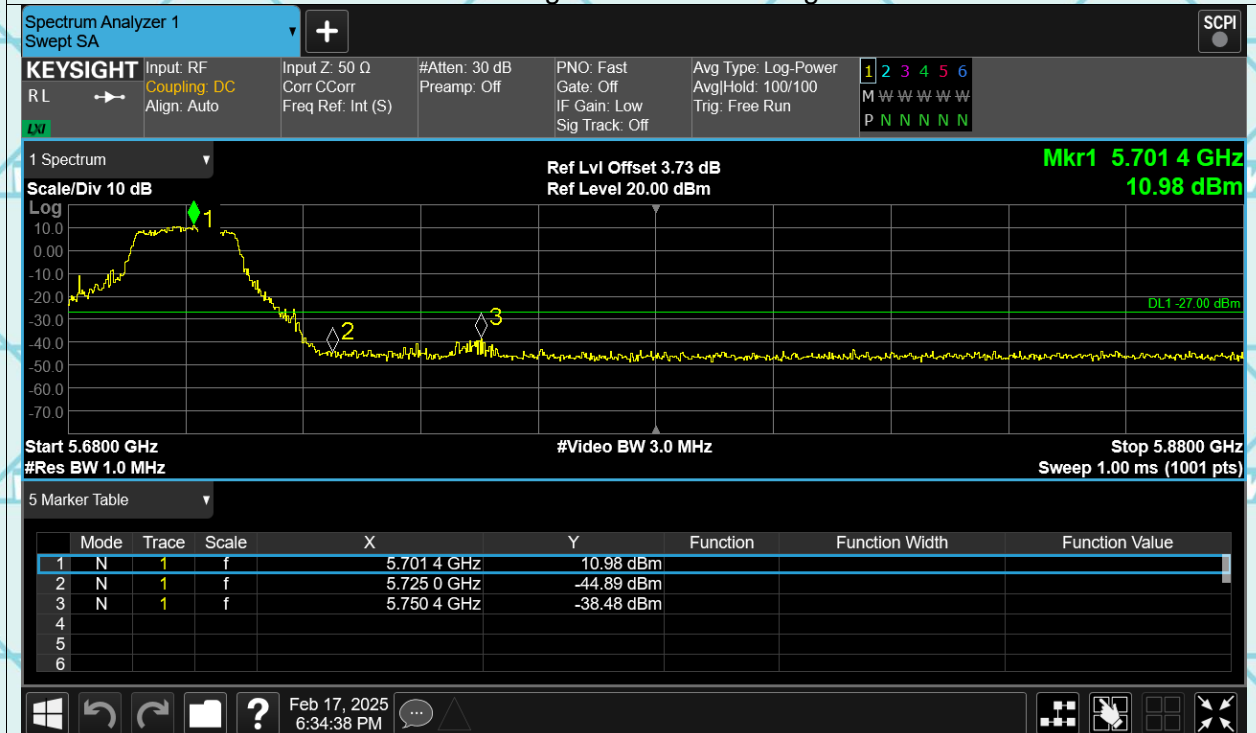 Spectrum Analyzer 1
Swept SA
+
SCPI
KEYSIGHT
R L
LXI
Input: RF
Coupling: DC
Align: Auto
Input Z: 50 Ω
Corr CCorr
Freq Ref: Int (S)
#Atten: 30 dB
Preamp: Off
PNO: Fast
Gate: Off
IF Gain: Low
Sig Track: Off
Avg Type: Log-Power
Avg|Hold: 100/100
Trig: Free Run
1 2 3 4 5 6
M W W W W W
P N N N N N
1 Spectrum
Scale/Div 10 dB
Ref Lvl Offset 3.73 dB
Ref Level 20.00 dBm
Mkr1 5.701 4 GHz
10.98 dBm
Log
10.0
0.00
-10.0
-20.0
-30.0
-40.0
-50.0
-60.0
-70.0
1
2
3
DL1 -27.00 dBm
Start 5.6800 GHz
#Res BW 1.0 MHz
#Video BW 3.0 MHz
Stop 5.8800 GHz
Sweep 1.00 ms (1001 pts)
5 Marker Table
Mode Trace Scale X Y Function Function Width Function Value
1 N 1 f 5.701 4 GHz 10.98 dBm
2 N 1 f 5.725 0 GHz -44.89 dBm
3 N 1 f 5.750 4 GHz -38.48 dBm
4
5
6
?
Feb 17, 2025
6:34:38 PM